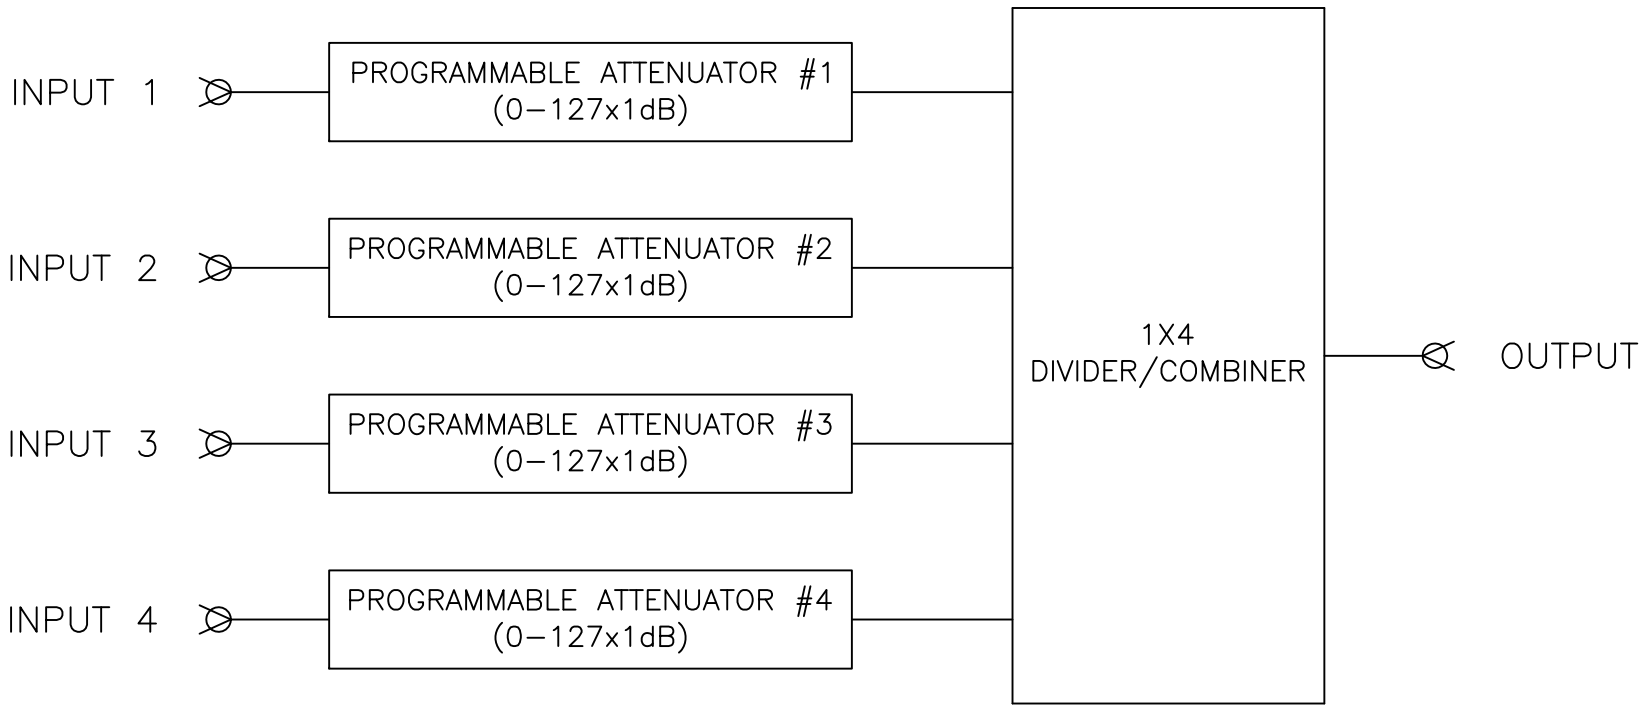 INPUT 1
PROGRAMMABLE ATTENUATOR #1
(0-127x1dB)
INPUT 2
PROGRAMMABLE ATTENUATOR #2
(0-127x1dB)
INPUT 3
PROGRAMMABLE ATTENUATOR #3
(0-127x1dB)
INPUT 4
PROGRAMMABLE ATTENUATOR #4
(0-127x1dB)
1X4
DIVIDER/COMBINER
OUTPUT